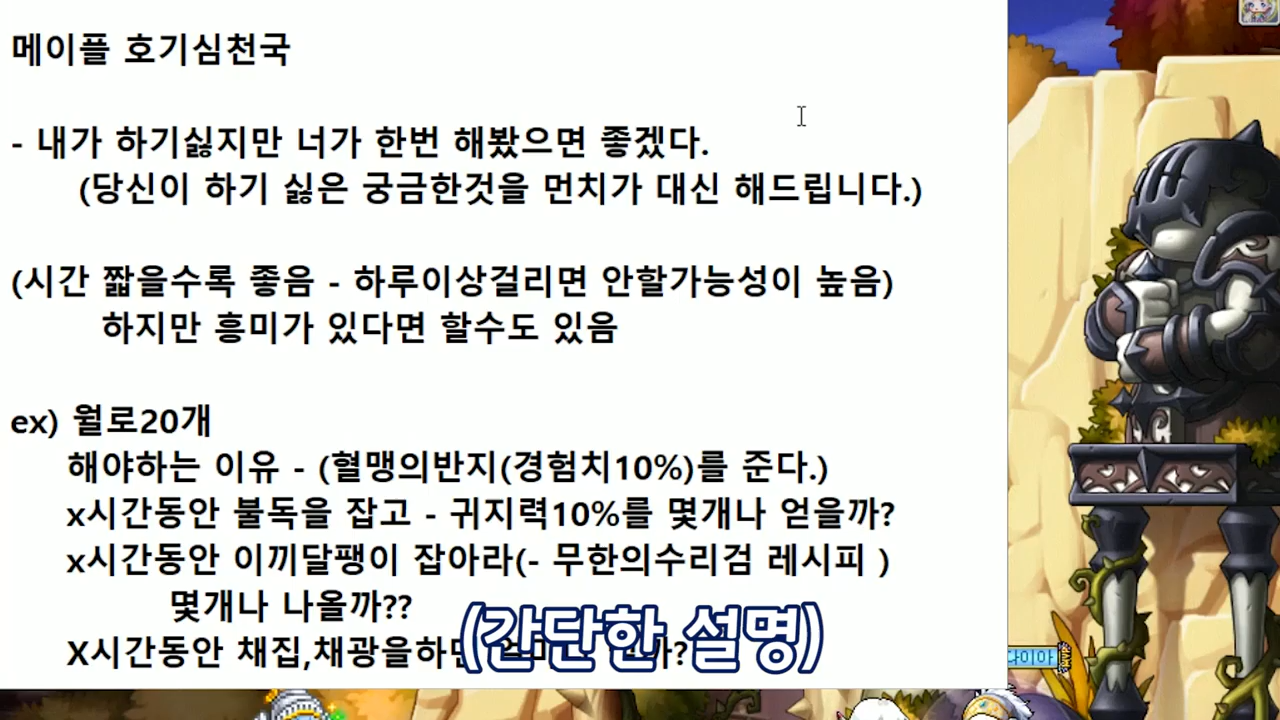 메이플 호기심천국
- 내가 하기싫지만 너가 한번 해봤으면 좋겠다.
(당신이 하기 싫은 궁금한것을 먼치가 대신 해드립니다.)
(시간 짧을수록 좋음 - 하루이상걸리면 안할가능성이 높음)
하지만 흥미가 있다면 할수도 있음
ex) 월로20개
해야하는 이유 - (혈맹의반지(경험치10%)를 준다.)
x시간동안 불독을 잡고 - 귀지력10%를 몇개나 얻을까?
x시간동안 이끼달팽이 잡아라(- 무한의수리검 레시피 )
몇개나 나올까??
X시간동안 채집,채광을하면
(간단한 설명)
다이아